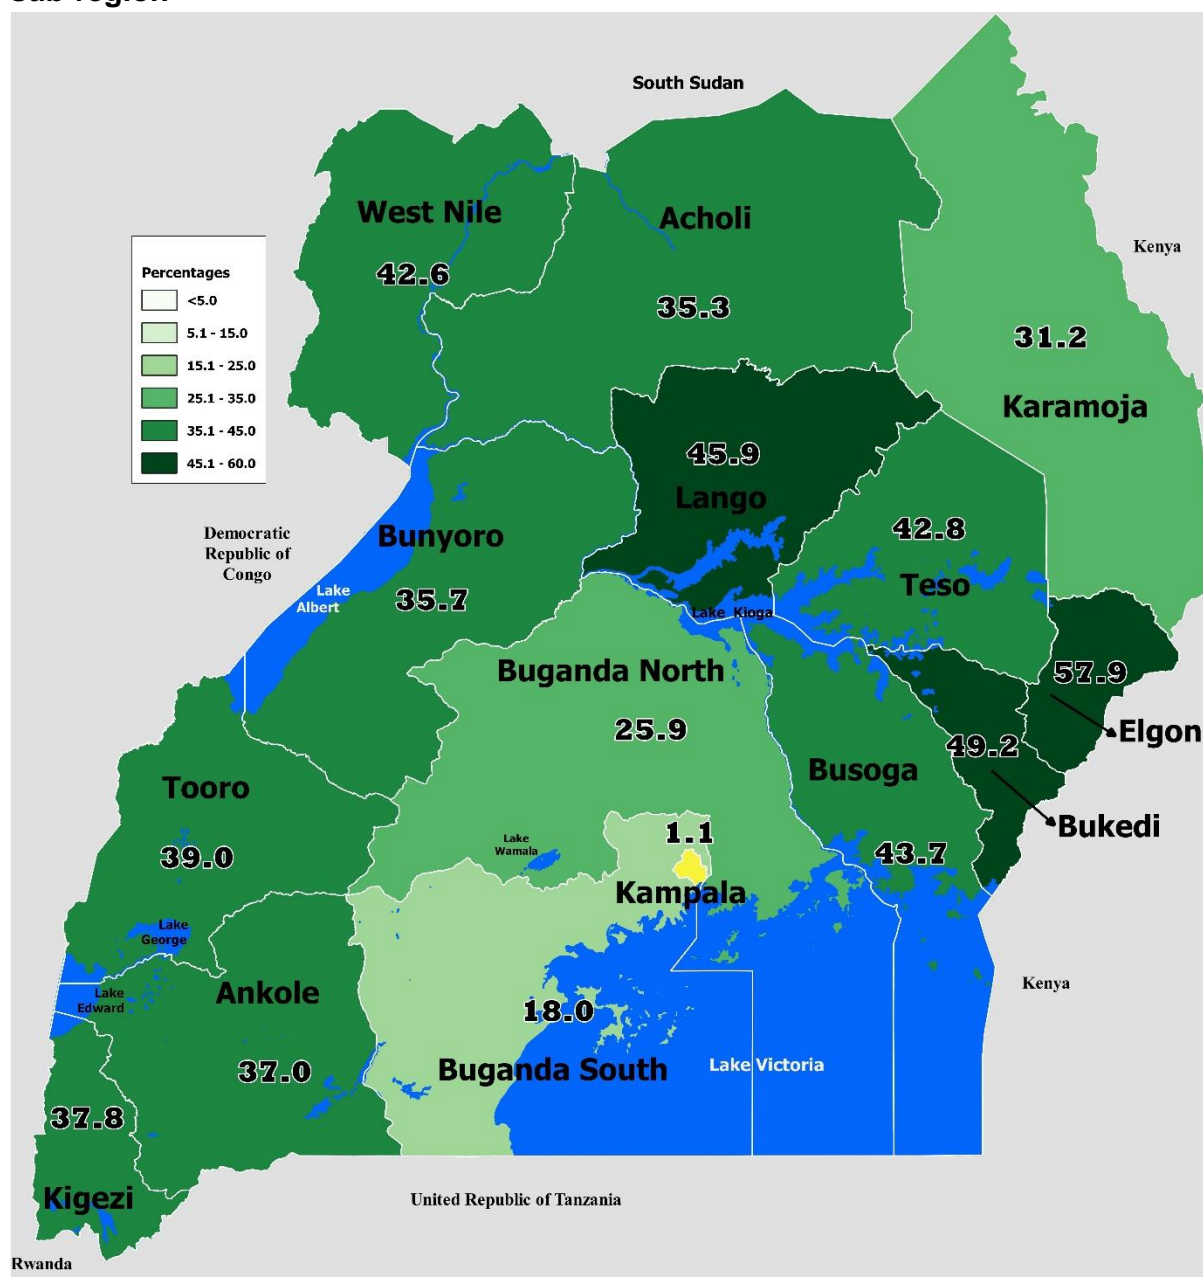 sub-region
South Sudan
West Nile
Acholi
Kenya
42.6
35.3
Percentages
<5.0
5.1 - 15.0
15.1 - 25.0
25.1 - 35.0
35.1 - 45.0
45.1 - 60.0
31.2
Karamoja
45.9
Lango
Democratic
Republic of
Congo
Bunyoro
42.8
Teso
Lake
Albert
35.7
Lake Kioga
Buganda North
25.9
57.9
Elgon
49.2
Bukedi
Tooro
39.0
Busoga
43.7
Lake
Wamala
1.1
Kampala
Lake
George
Lake
Edward
Ankole
37.0
18.0
Buganda South
Lake Victoria
Kenya
37.8
Kigezi
United Republic of Tanzania
Rwanda